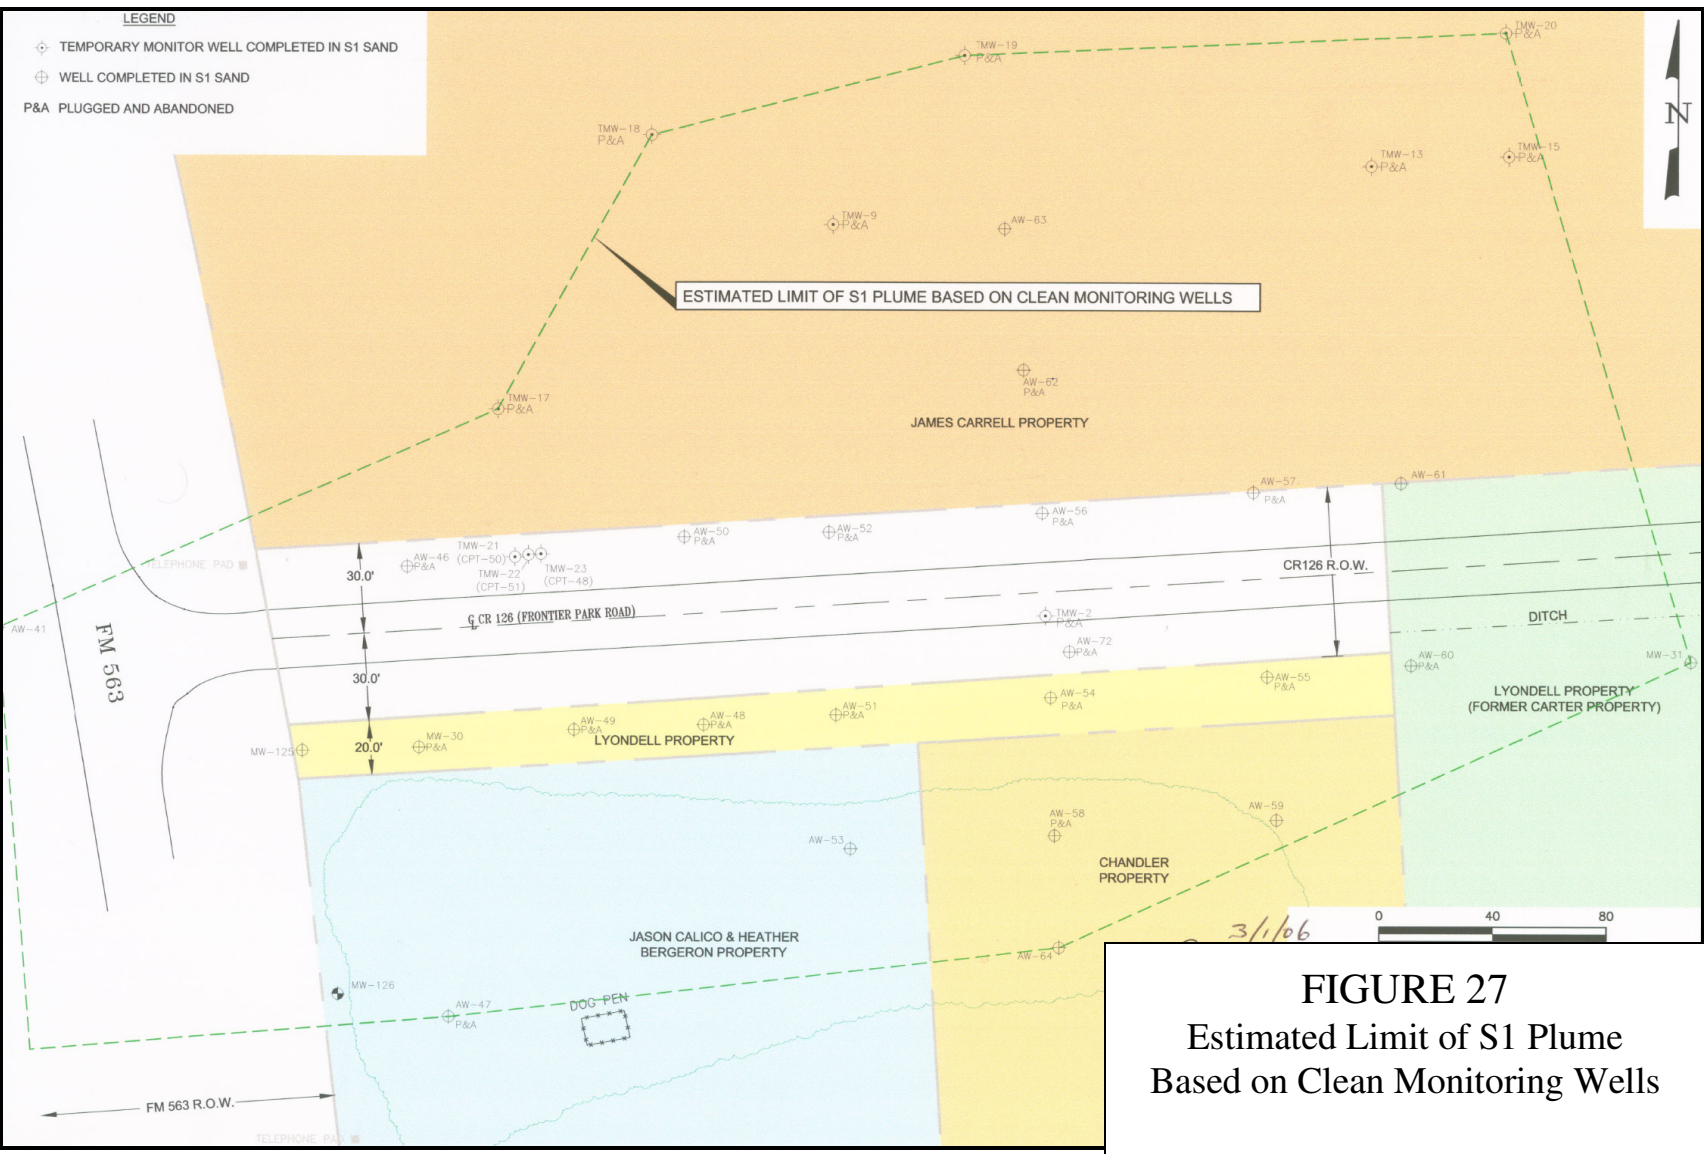 LEGEND
TEMPORARY MONITOR WELL COMPLETED IN S1 SAND
WELL COMPLETED IN S1 SAND
P&A PLUGGED AND ABANDONED
TMW-20
P&A
TMW-19
P&A
N
TMW-18
P&A
TMW-13
P&A
TMW-15
P&A
TMW-9
P&A
AW-63
ESTIMATED LIMIT OF S1 PLUME BASED ON CLEAN MONITORING WELLS
AW-62
P&A
TMW-17
P&A
JAMES CARRELL PROPERTY
AW-57
P&A
AW-61
AW-56
P&A
AW-50
P&A
AW-52
P&A
TELEPHONE PAD
AW-46
P&A
TMW-21
(CPT-50)
TMW-22
(CPT-51)
TMW-23
(CPT-48)
30.0'
CR126 R.O.W.
℄ CR 126 (FRONTIER PARK ROAD)
TMW-2
P&A
DITCH
AW-41
FM 563
AW-72
P&A
AW-60
P&A
MW-31
30.0'
AW-55
P&A
LYONDELL PROPERTY
(FORMER CARTER PROPERTY)
AW-54
P&A
AW-51
P&A
AW-48
P&A
AW-49
P&A
MW-30
P&A
MW-125
20.0'
LYONDELL PROPERTY
AW-59
AW-58
P&A
AW-53
CHANDLER
PROPERTY
0 40 80
3/1/06
JASON CALICO & HEATHER
BERGERON PROPERTY
AW-64
MW-126
AW-47
P&A
DOG PEN
FM 563 R.O.W.
TELEPHONE PAD
FIGURE 27
Estimated Limit of S1 Plume
Based on Clean Monitoring Wells